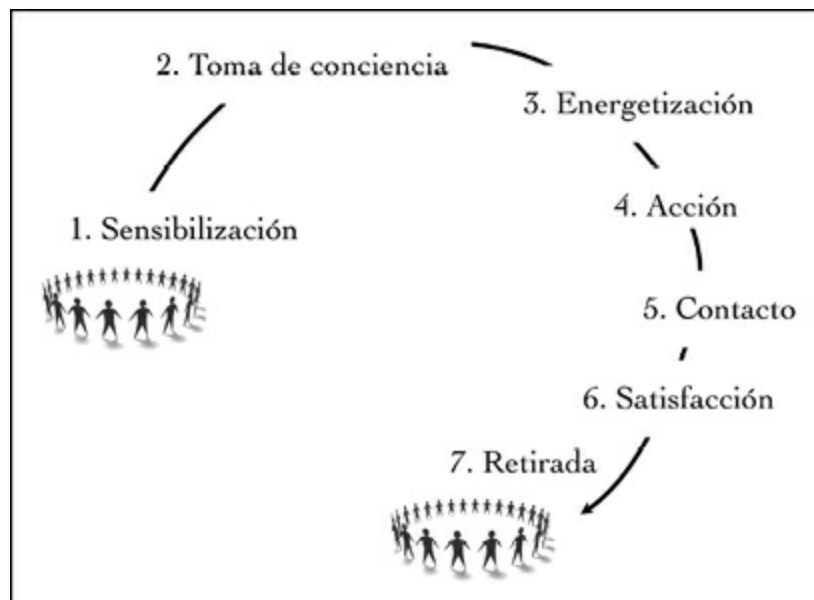 2. Toma de conciencia
3. Energetización
4. Acción
1. Sensibilización
5. Contacto
6. Satisfacción
7. Retirada